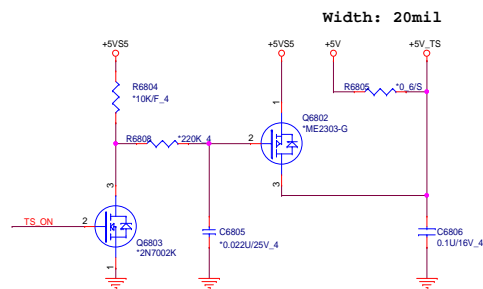 Width: 20mil
+5VS5
+5VS5
+5V
+5V_TS
R6804
*10K/F_4
R6805
*0_6/S
1
Q6802
*ME2303-G
R6808
*220K_4
2
3
3
TS_ON
2
Q6803
*2N7002K
1
C6805
*0.022U/25V_4
C6806
0.1U/16V_4